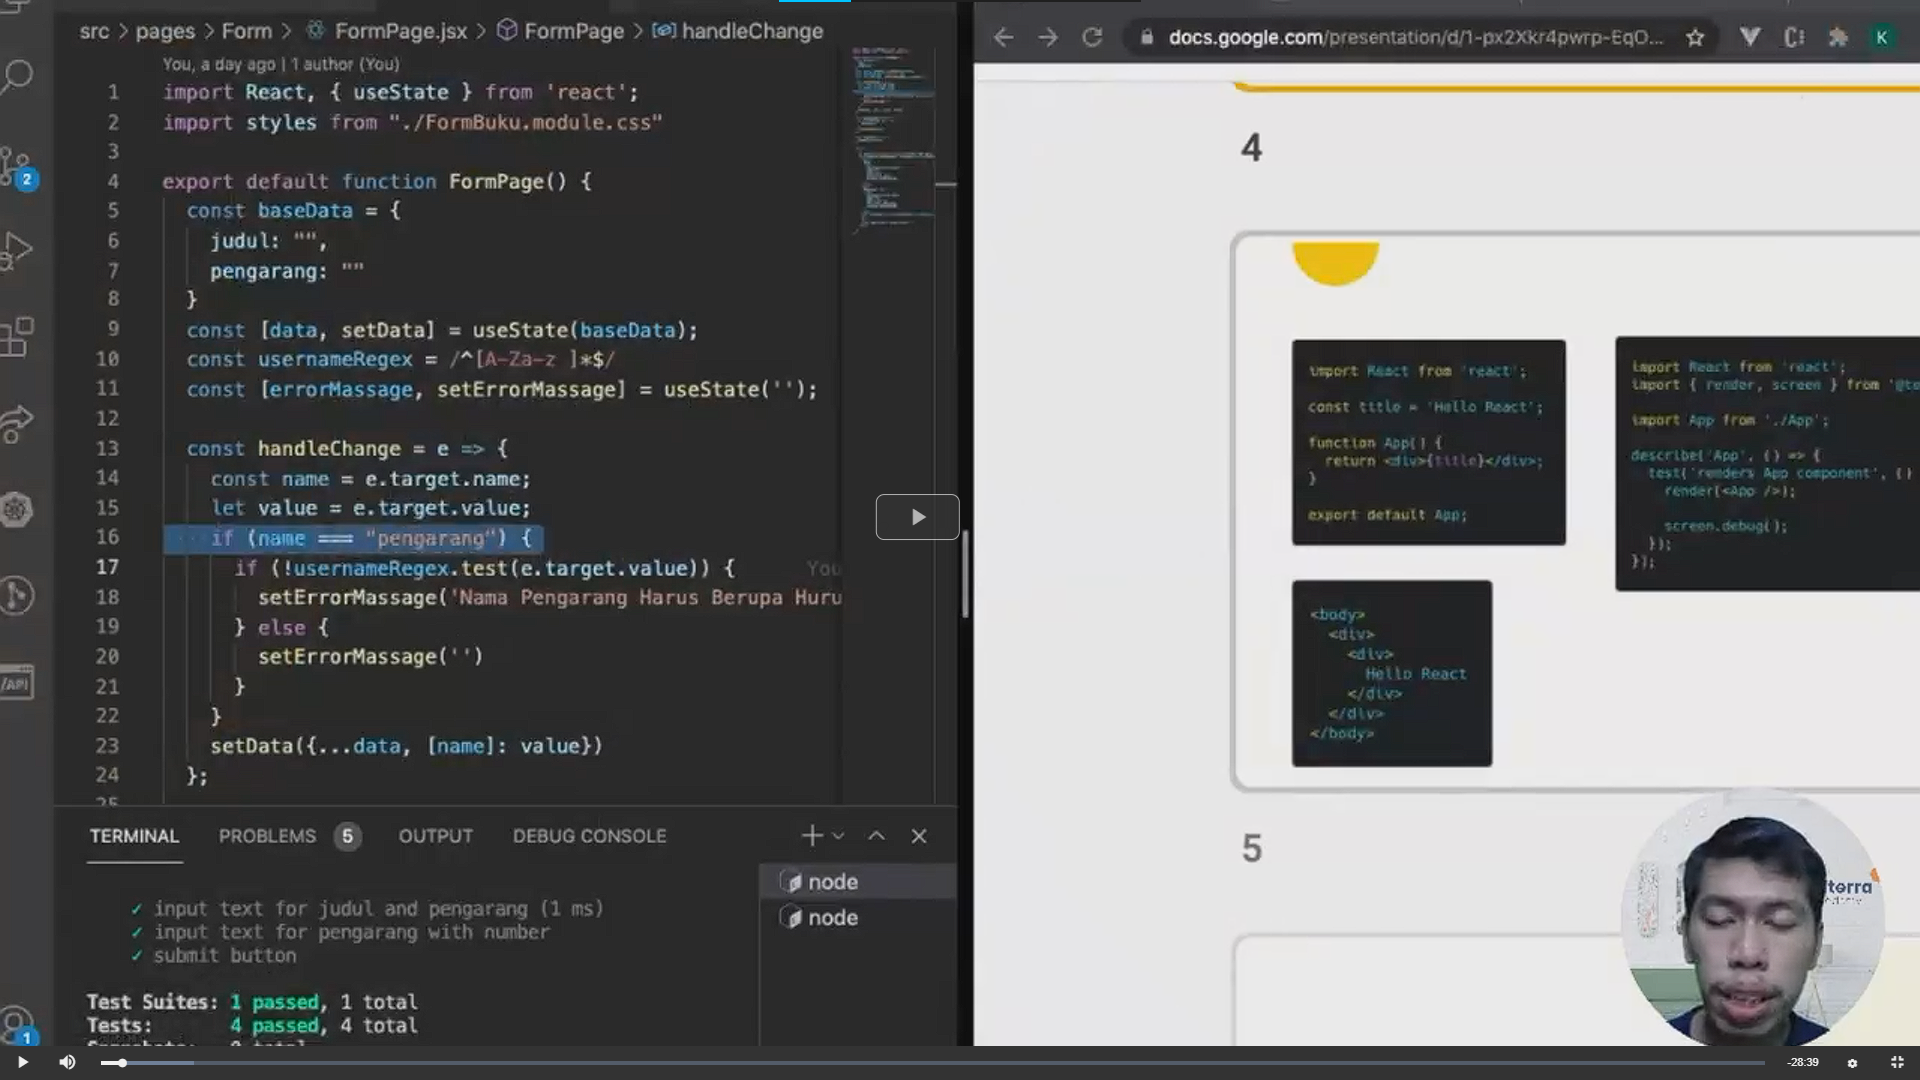 src > pages > Form > FormPage.jsx > FormPage > handleChange
You, a day ago | 1 author (You)
1 import React, { useState } from 'react';
2 import styles from "./FormBuku.module.css"
3
4 export default function FormPage() {
5 const baseData = {
6 judul: "",
7 pengarang: ""
8 }
9 const [data, setData] = useState(baseData);
10 const usernameRegex = /^[A-Za-z ]*$/
11 const [errorMassage, setErrorMassage] = useState('');
12
13 const handleChange = e => {
14 const name = e.target.name;
15 let value = e.target.value;
16 if (name === "pengarang") {
17 if (!usernameRegex.test(e.target.value)) { You
18 setErrorMassage('Nama Pengarang Harus Berupa Huru
19 } else {
20 setErrorMassage('')
21 }
22 }
23 setData({...data, [name]: value})
24 };
25
2
/API
1
TERMINAL PROBLEMS 5 OUTPUT DEBUG CONSOLE
✓ input text for judul and pengarang (1 ms)
✓ input text for pengarang with number
✓ submit button
Test Suites: 1 passed, 1 total
Tests: 4 passed, 4 total
node
node
docs.google.com/presentation/d/1-px2Xkr4pwrp-EqO...
K
4
import React from 'react';
const title = 'Hello React';
function App() {
return <div>{title}</div>;
}
export default App;
import React from 'react';
import { render, screen } from '@te
import App from './App';
describe('App', () => {
test('renders App component', ()
render(<App />);
screen.debug();
});
});
<body>
<div>
<div>
Hello React
</div>
</div>
</body>
5
-28:39